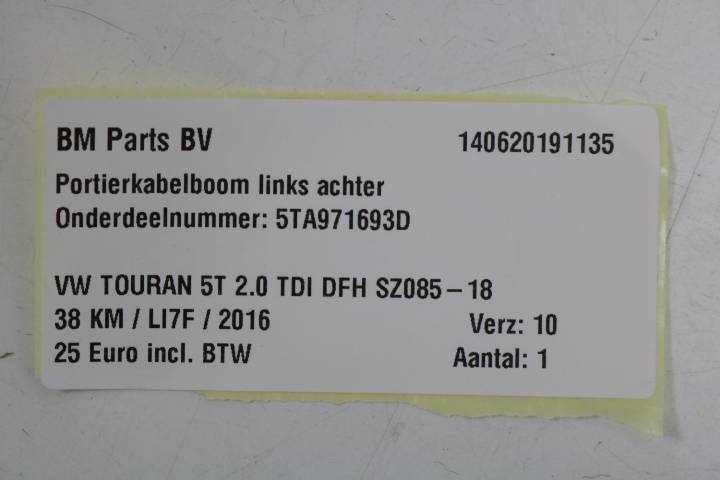 BM Parts BV 140620191135
Portierkabelboom links achter
Onderdeelnummer: 5TA971693D
VW TOURAN 5T 2.0 TDI DFH SZ085-18
38 KM / LI7F / 2016 Verz: 10
25 Euro incl. BTW Aantal: 1